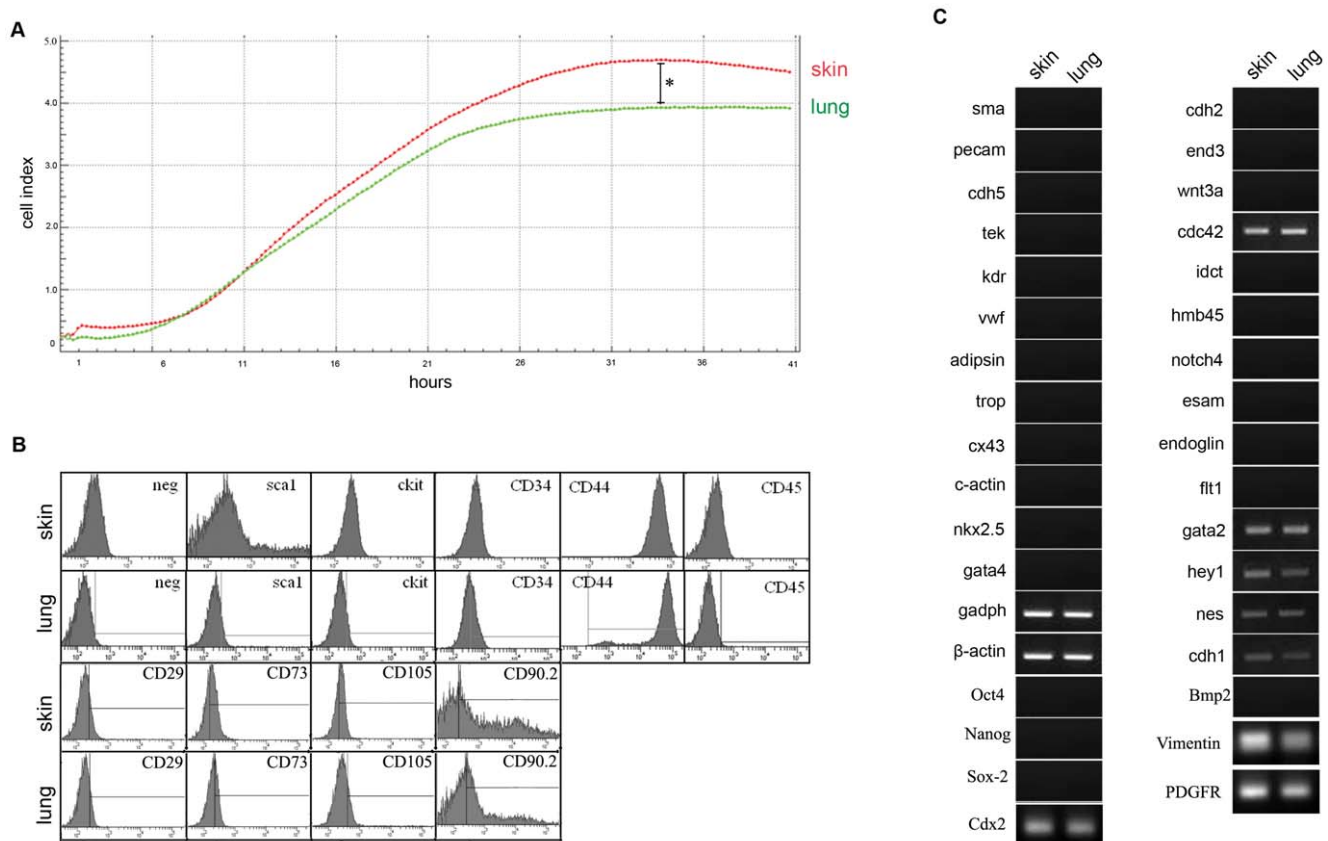 A
5.0
4.0
3.0
2.0
1.0
0
cell index
1 6 11 16 21 26 31 36 41
hours
skin
lung
*
B
skin
neg sca1 ckit CD34 CD44 CD45
lung
neg sca1 ckit CD34 CD44 CD45
skin
CD29 CD73 CD105 CD90.2
lung
CD29 CD73 CD105 CD90.2
C
skin lung
sma
pecam
cdh5
tek
kdr
vwf
adipsin
trop
cx43
c-actin
nkx2.5
gata4
gadph
β-actin
Oct4
Nanog
Sox-2
Cdx2
skin lung
cdh2
end3
wnt3a
cdc42
idct
hmb45
notch4
esam
endoglin
flt1
gata2
hey1
nes
cdh1
Bmp2
Vimentin
PDGFR